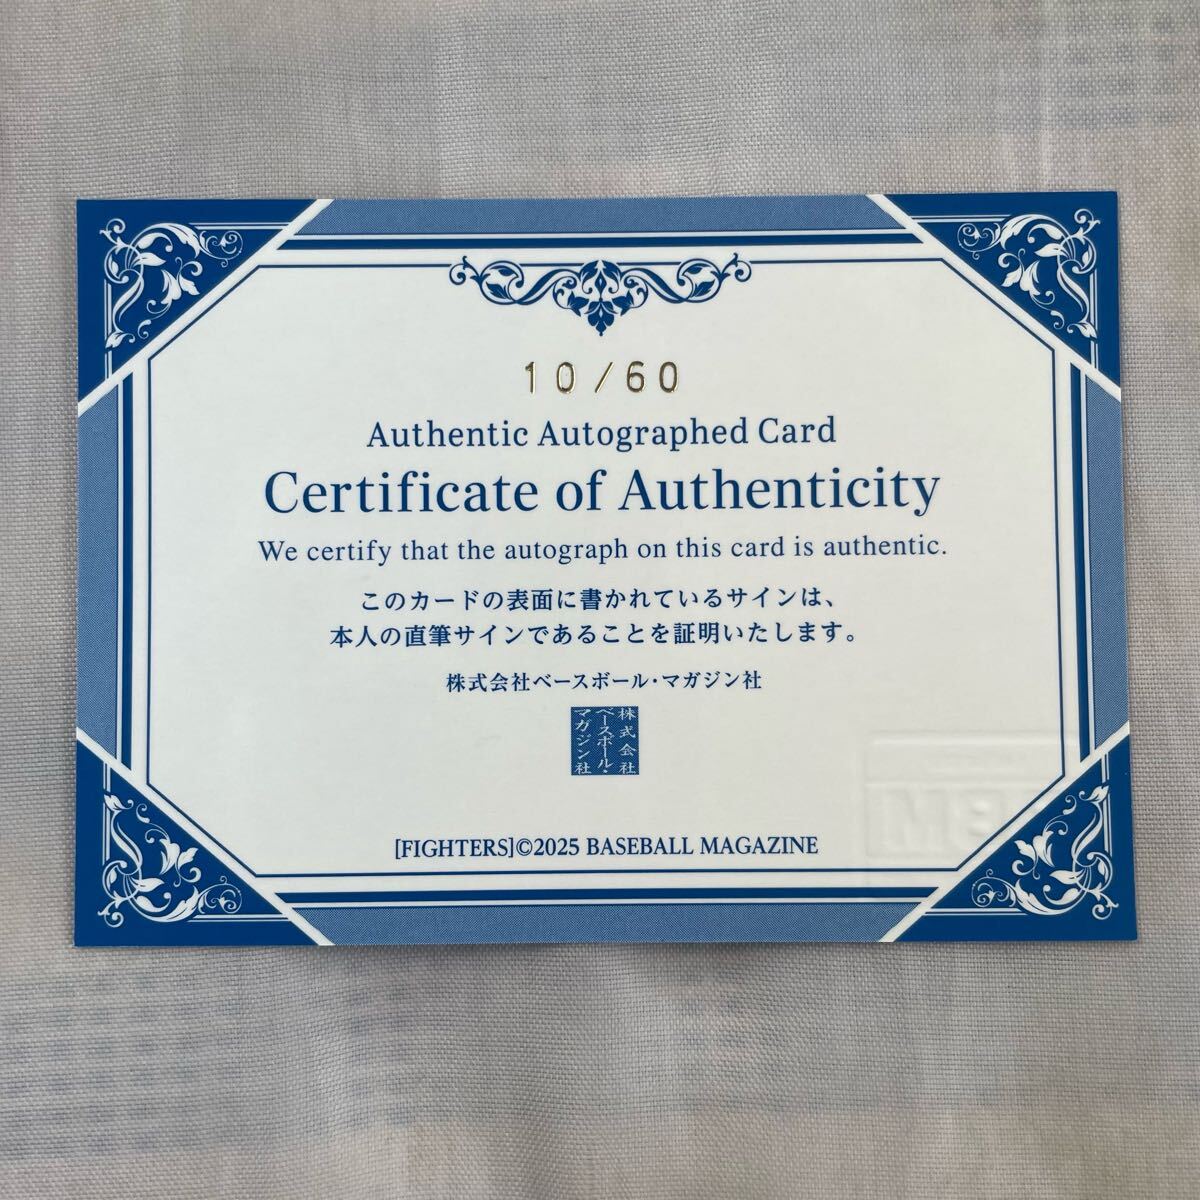 10/60
Authentic Autographed Card
Certificate of Authenticity
We certify that the autograph on this card is authentic.
このカードの表面に書かれているサインは、
本人の直筆サインであることを証明いたします。
株式会社ベースボール・マガジン社
株式会社
ベースボール・
マガジン社
[FIGHTERS]©2025 BASEBALL MAGAZINE